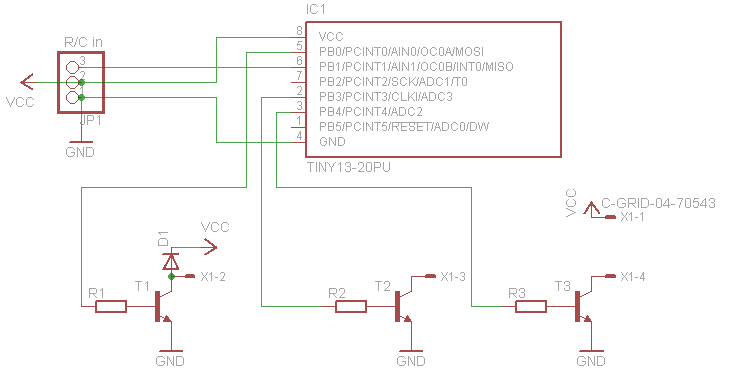 IC1
R/C in
3
2
1
VCC
JP1
GND
8 VCC
5 PB0/PCINT0/AIN0/OC0A/MOSI
6 PB1/PCINT1/AIN1/OC0B/INT0/MISO
7 PB2/PCINT2/SCK/ADC1/T0
2 PB3/PCINT3/CLKI/ADC3
3 PB4/PCINT4/ADC2
1 PB5/PCINT5/RESET/ADC0/DW
4 GND
TINY13-20PU
VCC C-GRID-04-70543
X1-1
D1 VCC
X1-2 X1-3 X1-4
R1 T1 R2 T2 R3 T3
GND GND GND